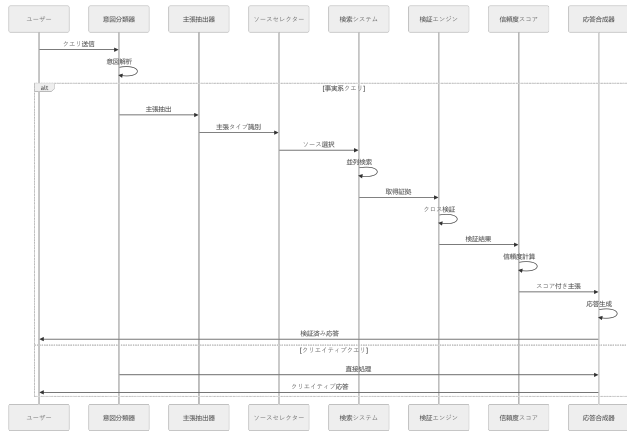 ユーザー
意図分類器
主張抽出器
ソースセレクター
検索システム
検証エンジン
信頼度スコア
応答合成器
クエリ送信
意図解析
alt
[事実系クエリ]
主張抽出
主張タイプ識別
ソース選択
並列検索
取得証拠
クロス検証
検証結果
信頼度計算
スコア付き主張
応答生成
検証済み応答
[クリエイティブクエリ]
直接処理
クリエイティブ応答
ユーザー
意図分類器
主張抽出器
ソースセレクター
検索システム
検証エンジン
信頼度スコア
応答合成器